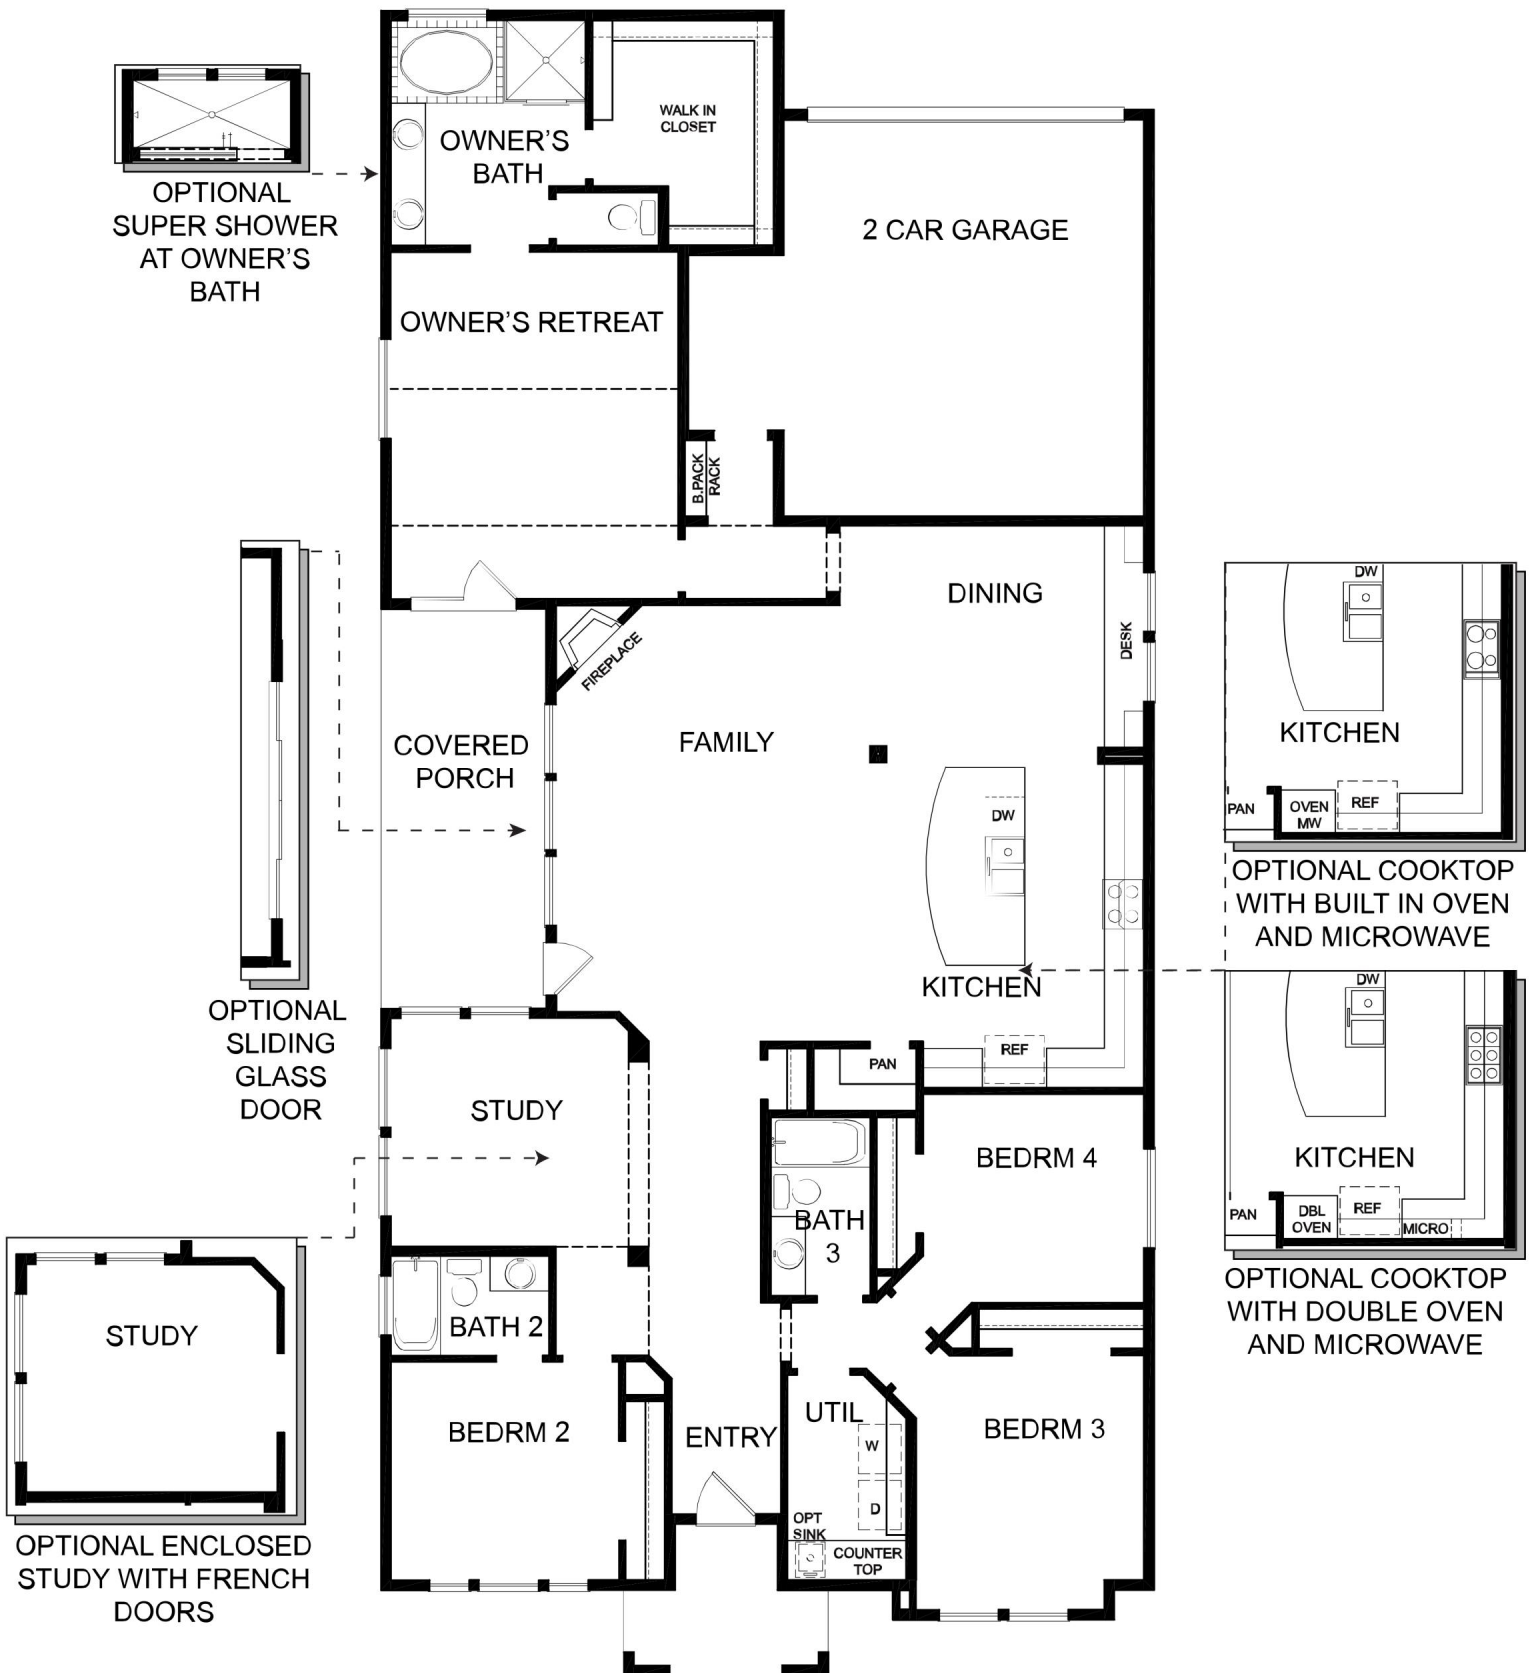 WALK IN
CLOSET
OWNER'S
BATH
OPTIONAL
SUPER SHOWER
AT OWNER'S
BATH
2 CAR GARAGE
OWNER'S RETREAT
B.PACK
RACK
DINING
DESK
FIREPLACE
COVERED
PORCH
FAMILY
DW
KITCHEN
REF
PAN
OPTIONAL
SLIDING
GLASS
DOOR
DW
KITCHEN
PAN
OVEN
MW
REF
OPTIONAL COOKTOP
WITH BUILT IN OVEN
AND MICROWAVE
DW
KITCHEN
PAN
DBL
OVEN
REF
MICRO
OPTIONAL COOKTOP
WITH DOUBLE OVEN
AND MICROWAVE
STUDY
BEDRM 4
BATH
3
BATH 2
STUDY
OPTIONAL ENCLOSED
STUDY WITH FRENCH
DOORS
BEDRM 2
ENTRY
UTIL
W
D
OPT
SINK
COUNTER
TOP
BEDRM 3